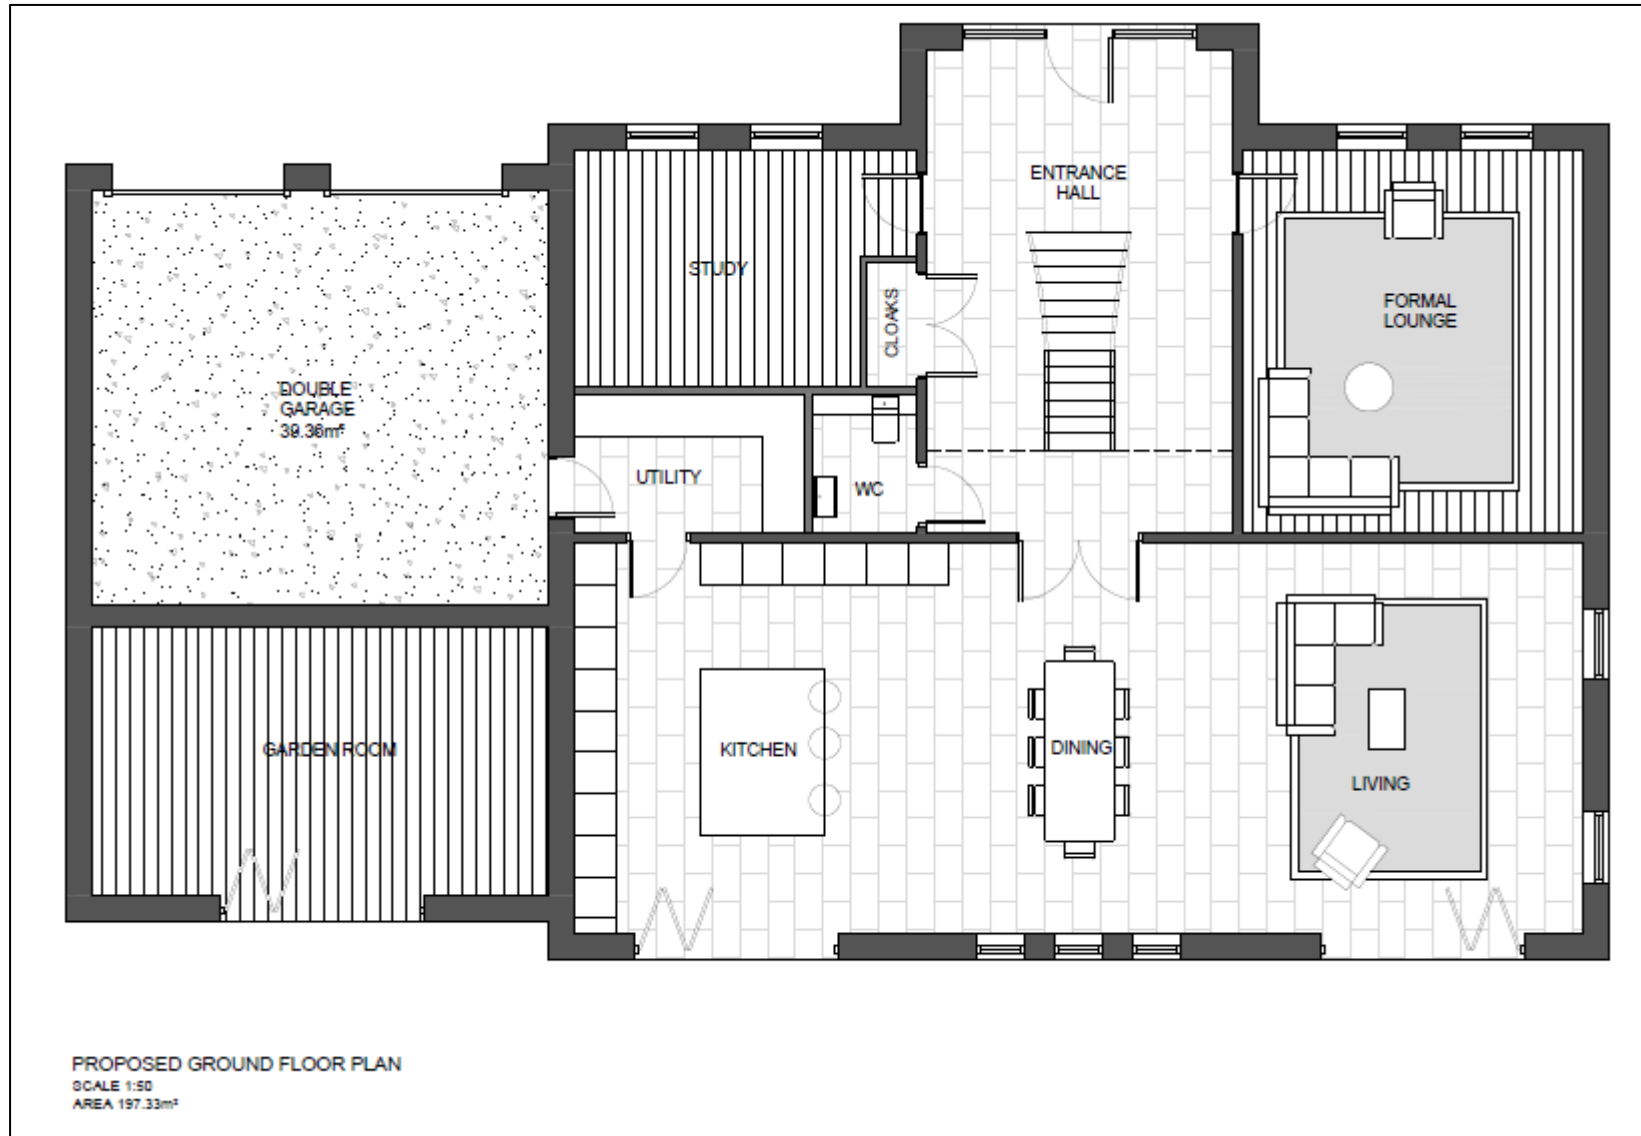 ENTRANCE
HALL
STUDY
CLOAKS
FORMAL
LOUNGE
DOUBLE
GARAGE
39.36m²
UTILITY
WC
GARDEN ROOM
KITCHEN
DINING
LIVING
PROPOSED GROUND FLOOR PLAN
SCALE 1:50
AREA 197.33m²